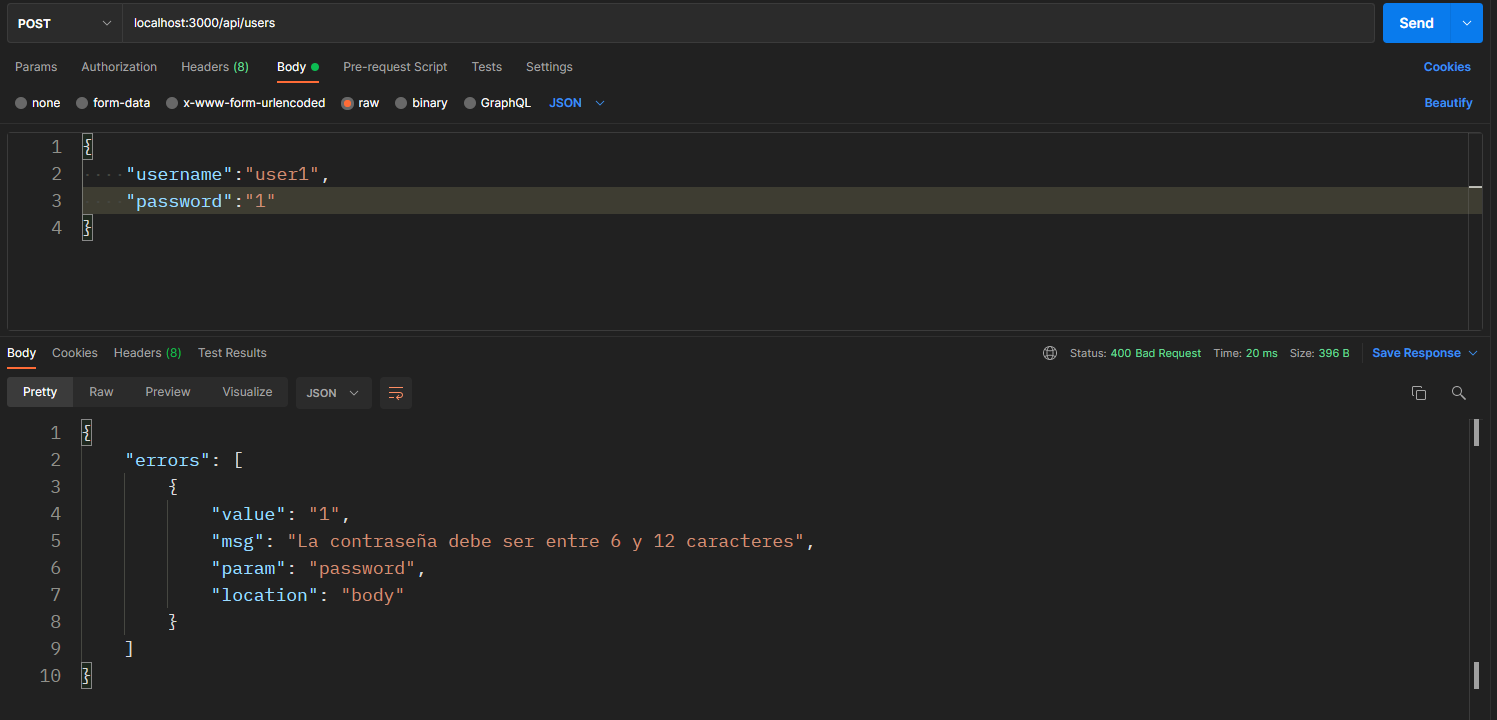 POST localhost:3000/api/users Send
Params Authorization Headers (8) Body Pre-request Script Tests Settings Cookies
none form-data x-www-form-urlencoded raw binary GraphQL JSON Beautify
1 {
2 "username":"user1",
3 "password":"1"
4 }
Body Cookies Headers (8) Test Results Status: 400 Bad Request Time: 20 ms Size: 396 B Save Response
Pretty Raw Preview Visualize JSON
1 {
2 "errors": [
3 {
4 "value": "1",
5 "msg": "La contraseña debe ser entre 6 y 12 caracteres",
6 "param": "password",
7 "location": "body"
8 }
9 ]
10 }